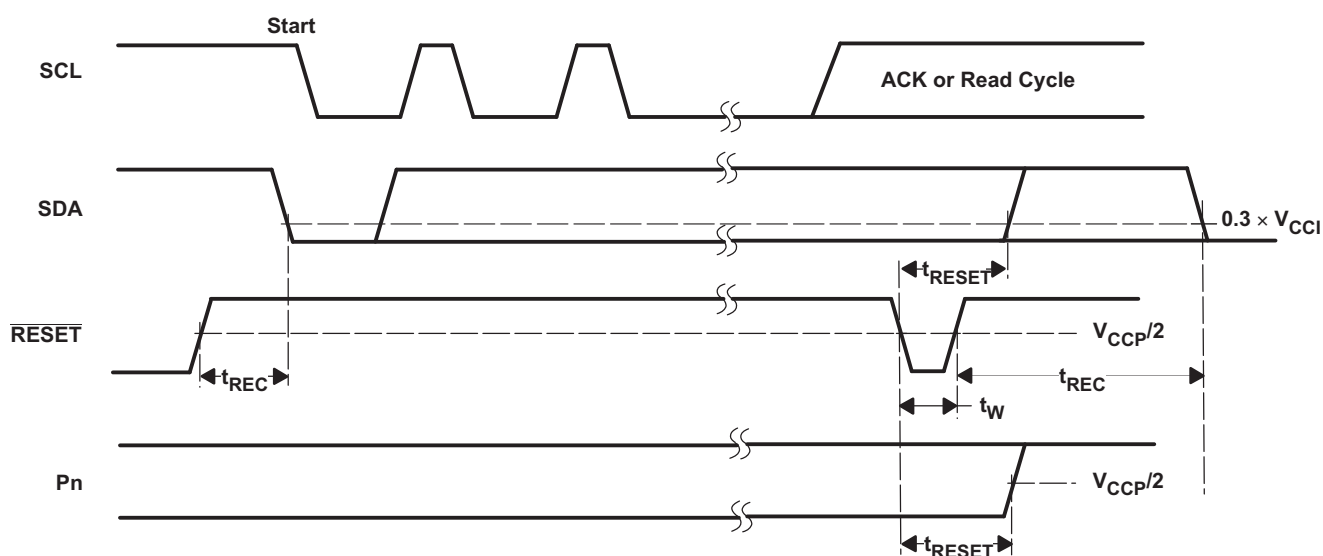 Start
SCL
ACK or Read Cycle
SDA
0.3 × VCCI
tRESET
RESET
VCCP/2
tREC
tREC
tW
Pn
VCCP/2
tRESET